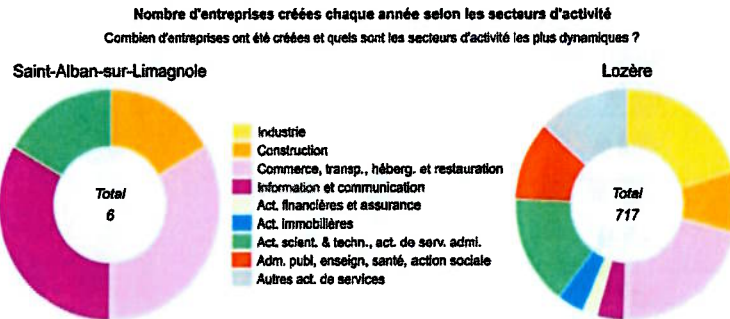 Nombre d'entreprises créées chaque année selon les secteurs d'activité
Combien d'entreprises ont été créées et quels sont les secteurs d'activité les plus dynamiques ?
Saint-Alban-sur-Limagnole
Lozère
Total
6
Industrie
Construction
Commerce, transp., héberg. et restauration
Information et communication
Act. financières et assurance
Act. immobilières
Act. scient. & techn., act. de serv. admi.
Adm. publ, enseign, santé, action sociale
Autres act. de services
Total
717